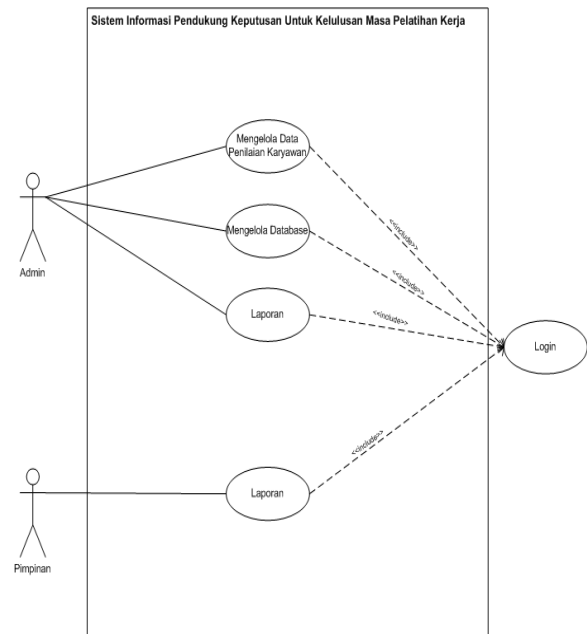 Sistem Informasi Pendukung Keputusan Untuk Kelulusan Masa Pelatihan Kerja
Mengelola Data
Penilaian Karyawan
<<include>>
Admin
Mengelola Database
<<include>>
Laporan
<<include>>
Login
<<include>>
Laporan
Pimpinan